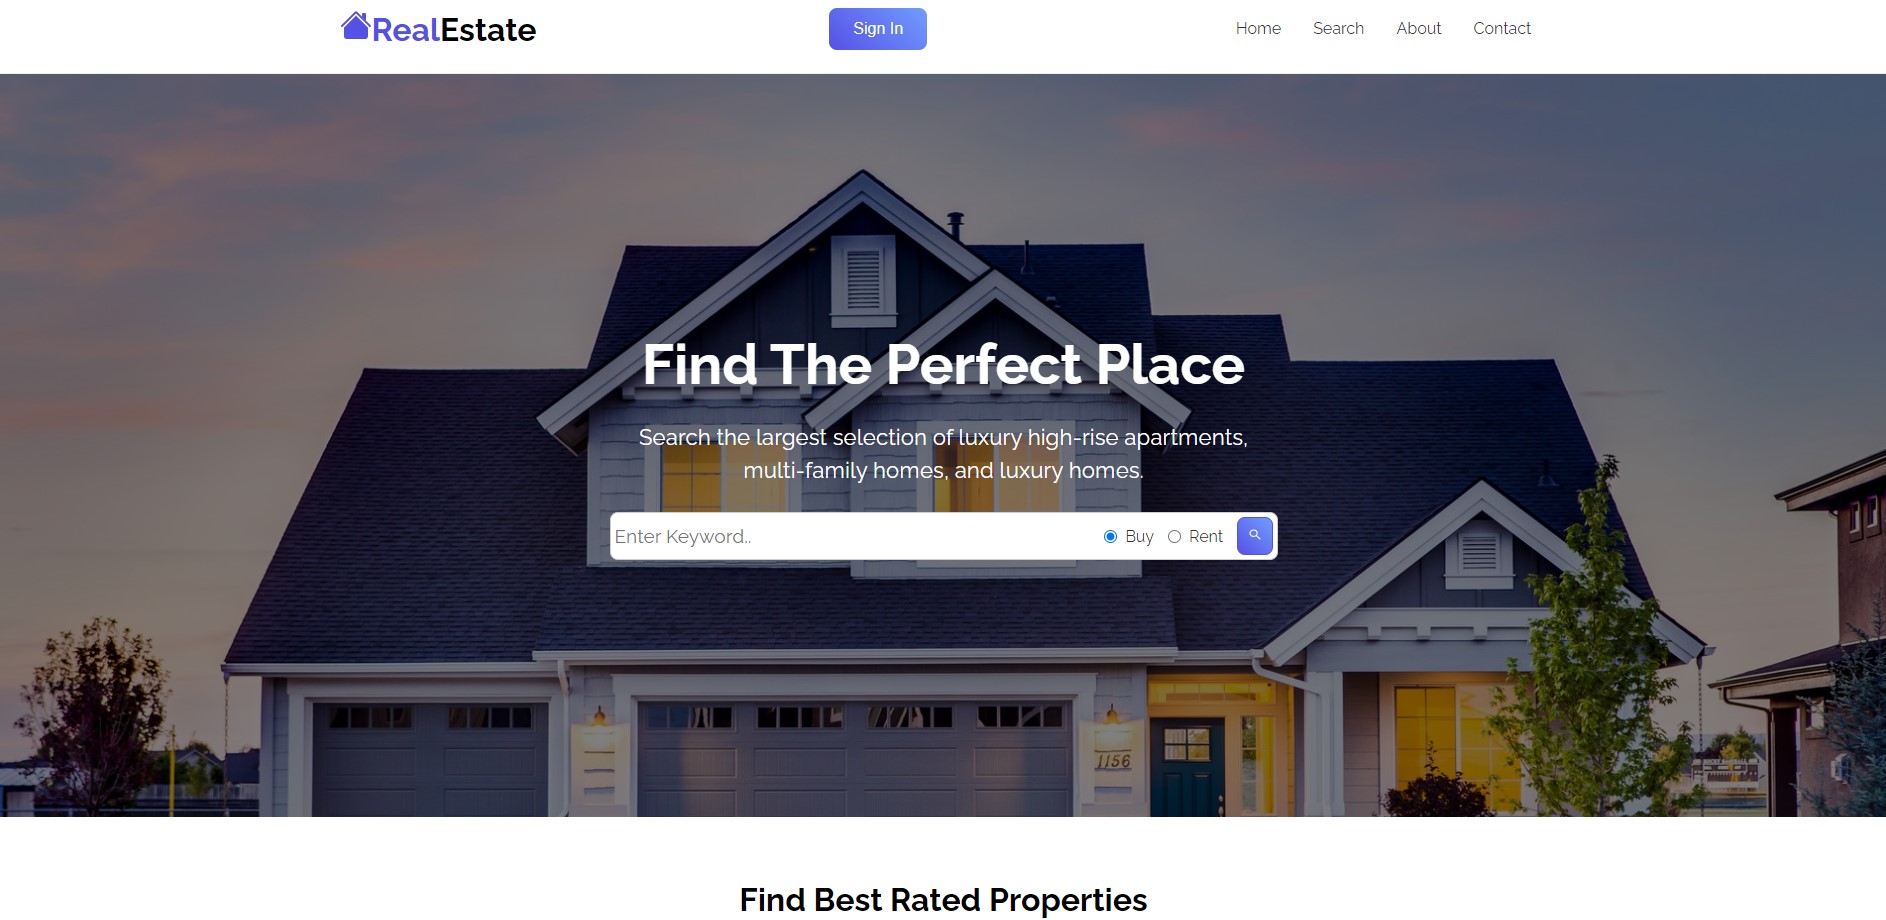 RealEstate
Sign In
Home Search About Contact
Find The Perfect Place
Search the largest selection of luxury high-rise apartments,
multi-family homes, and luxury homes.
Enter Keyword.. Buy Rent
1156
Find Best Rated Properties